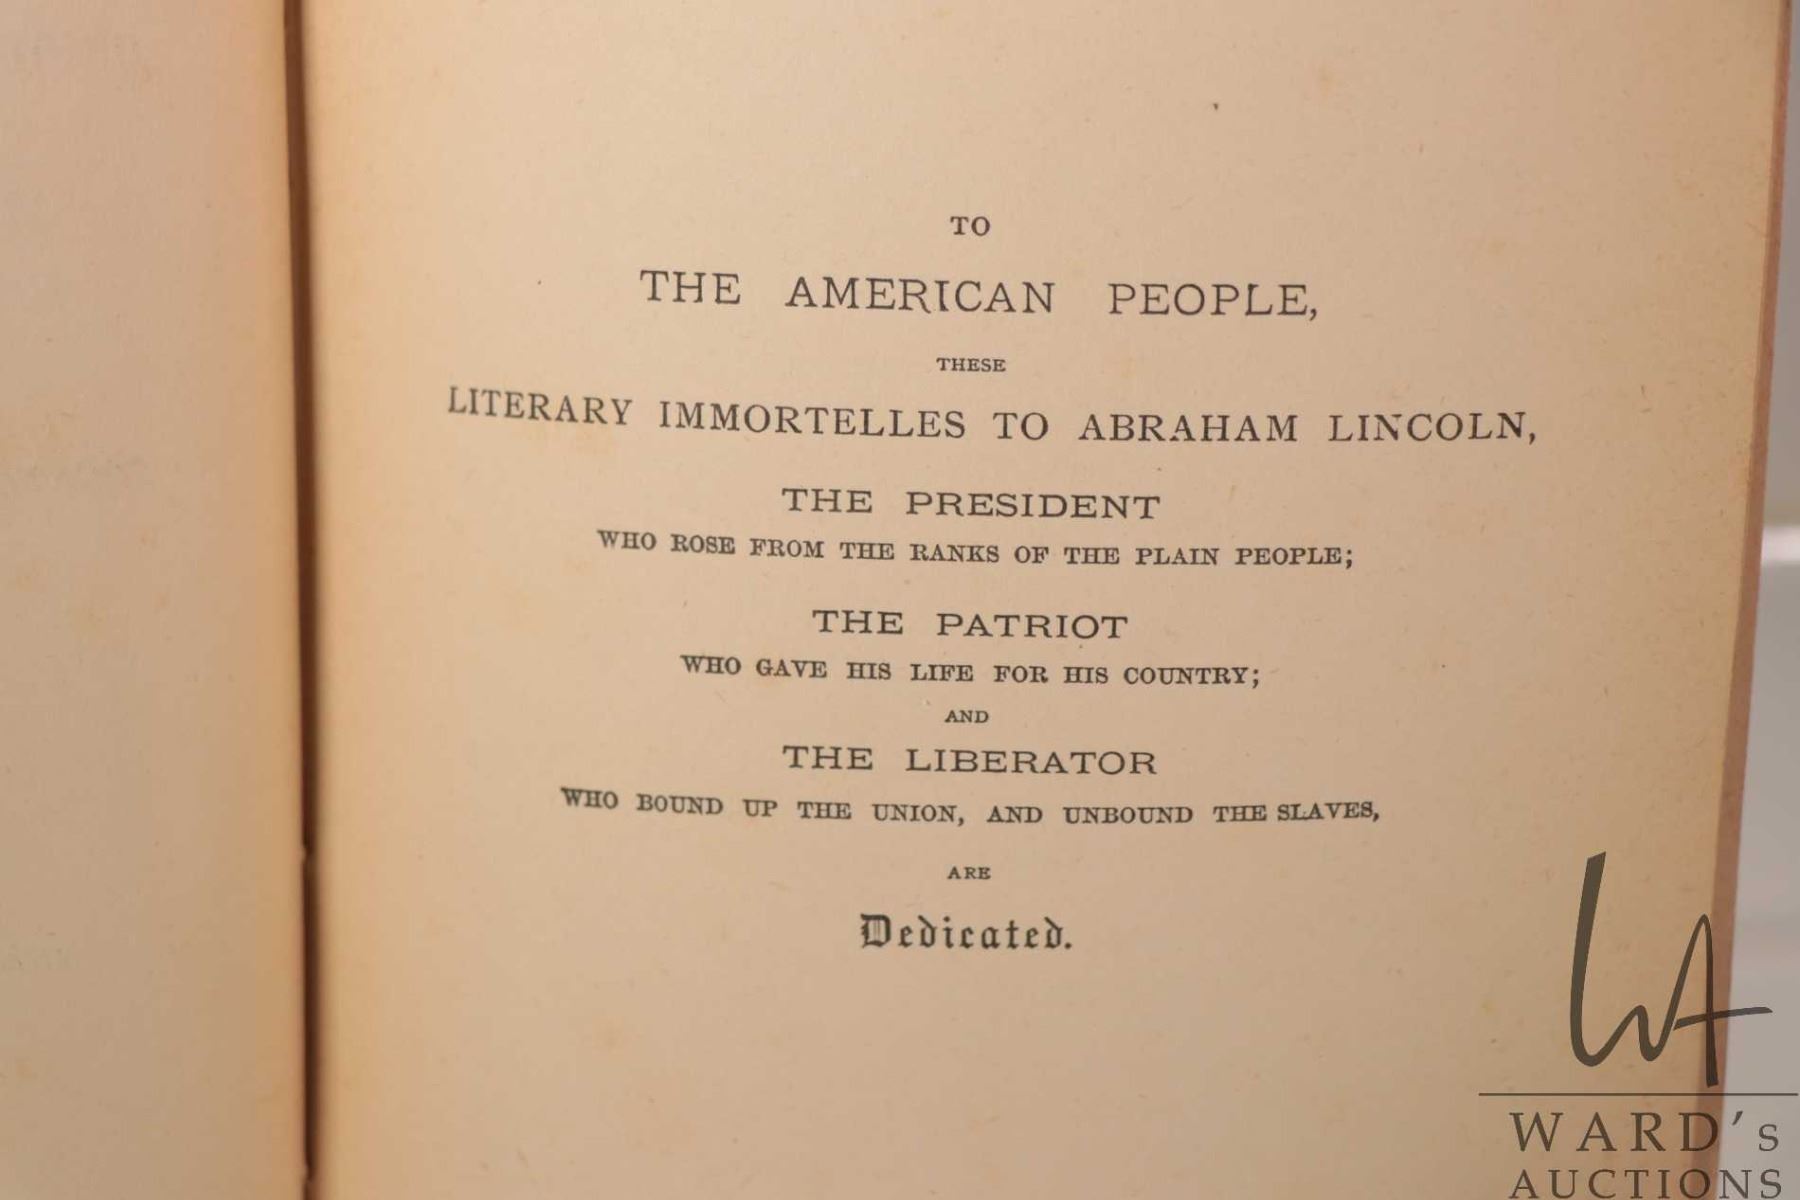 TO
THE AMERICAN PEOPLE,
THESE
LITERARY IMMORTELLES TO ABRAHAM LINCOLN,
THE PRESIDENT
WHO ROSE FROM THE RANKS OF THE PLAIN PEOPLE;
THE PATRIOT
WHO GAVE HIS LIFE FOR HIS COUNTRY;
AND
THE LIBERATOR
WHO BOUND UP THE UNION, AND UNBOUND THE SLAVES,
ARE
Dedicated.
WA
WARD's
AUCTIONS